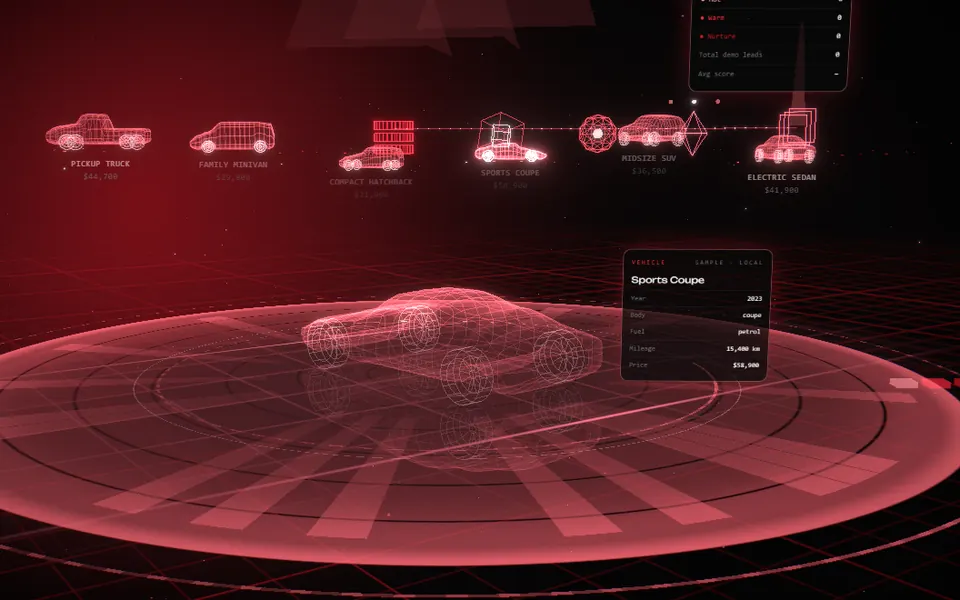 Warm 0
Nurture 0
Total demo leads 0
Avg score –
PICKUP TRUCK
$44,700
FAMILY MINIVAN
COMPACT HATCHBACK
SPORTS COUPE
MIDSIZE SUV
$36,500
ELECTRIC SEDAN
$41,900
VEHICLE SAMPLE · LOCAL
Sports Coupe
Year 2023
Body coupe
Fuel petrol
Mileage 15,400 km
Price $58,900